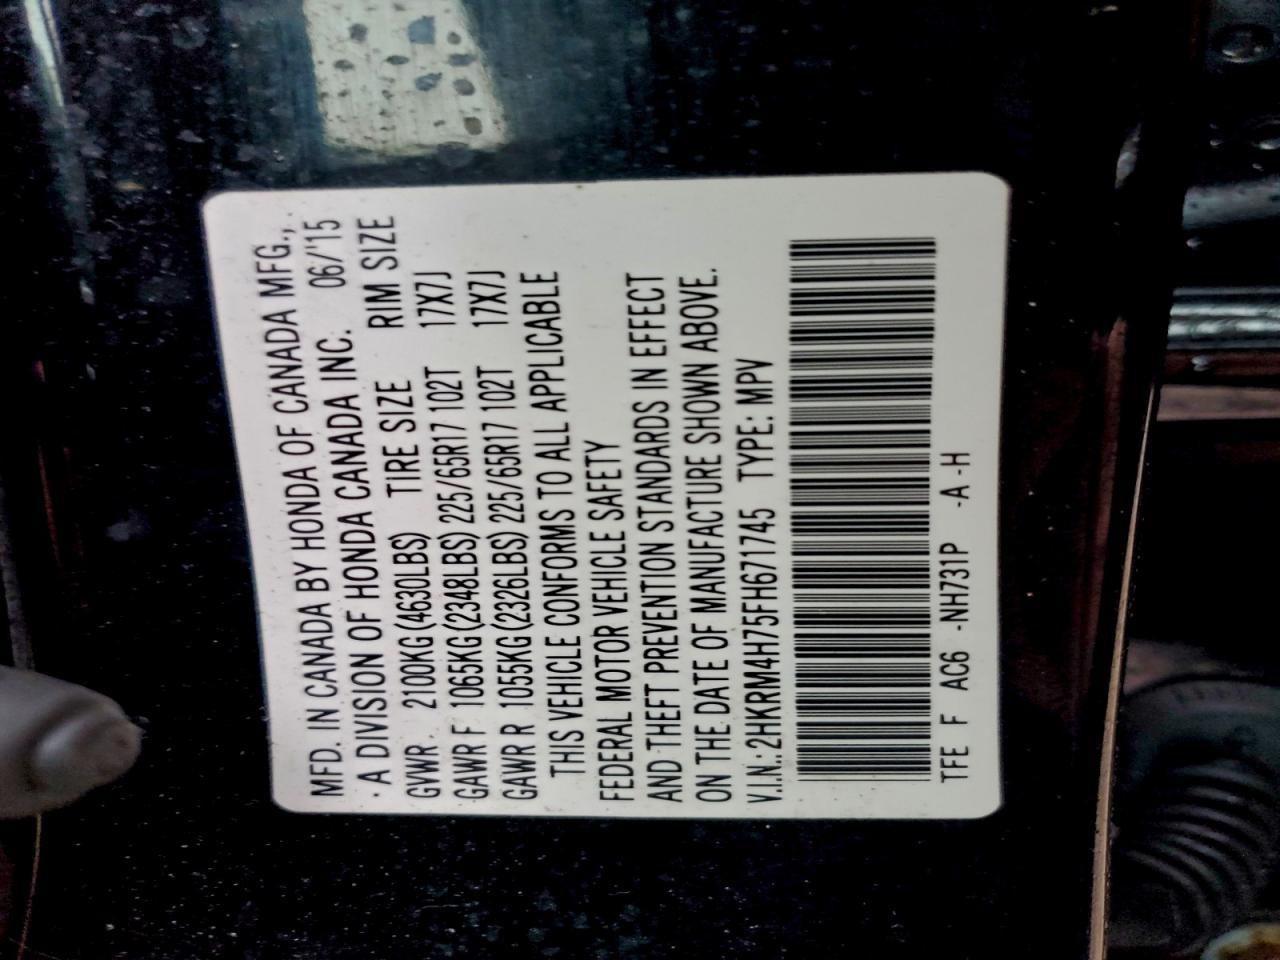 MFD. IN CANADA BY HONDA OF CANADA MFG.,
A DIVISION OF HONDA CANADA INC. 06/'15
GVWR 2100KG (4630LBS) TIRE SIZE RIM SIZE
GAWR F 1065KG (2348LBS) 225/65R17 102T 17X7J
GAWR R 1055KG (2326LBS) 225/65R17 102T 17X7J
THIS VEHICLE CONFORMS TO ALL APPLICABLE
FEDERAL MOTOR VEHICLE SAFETY
AND THEFT PREVENTION STANDARDS IN EFFECT
ON THE DATE OF MANUFACTURE SHOWN ABOVE.
V.I.N.: 2HKRM4H75FH671745 TYPE: MPV
TFE F AC6 -NH731P -A -H